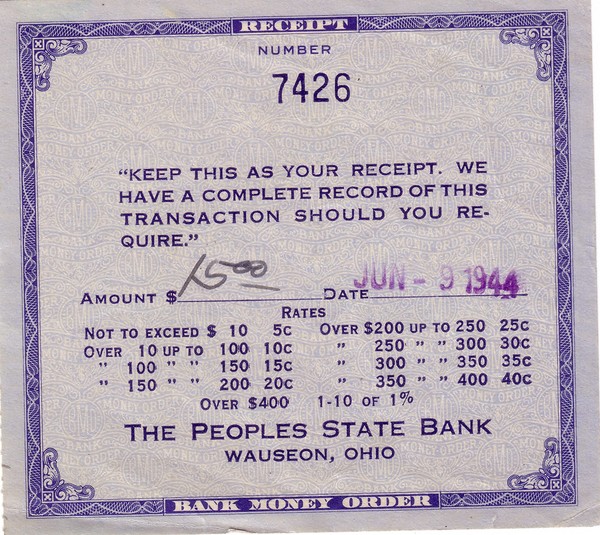 RECEIPT
NUMBER
7426
"KEEP THIS AS YOUR RECEIPT. WE
HAVE A COMPLETE RECORD OF THIS
TRANSACTION SHOULD YOU RE-
QUIRE."
AMOUNT $ 15.00 DATE JUN - 9 1944
RATES
NOT TO EXCEED $ 10 5c OVER $200 UP TO 250 25c
OVER 10 UP TO 100 10c " 250 " " 300 30c
" 100 " " 150 15c " 300 " " 350 35c
" 150 " " 200 20c " 350 " " 400 40c
OVER $400 1-10 OF 1%
THE PEOPLES STATE BANK
WAUSEON, OHIO
BANK MONEY ORDER